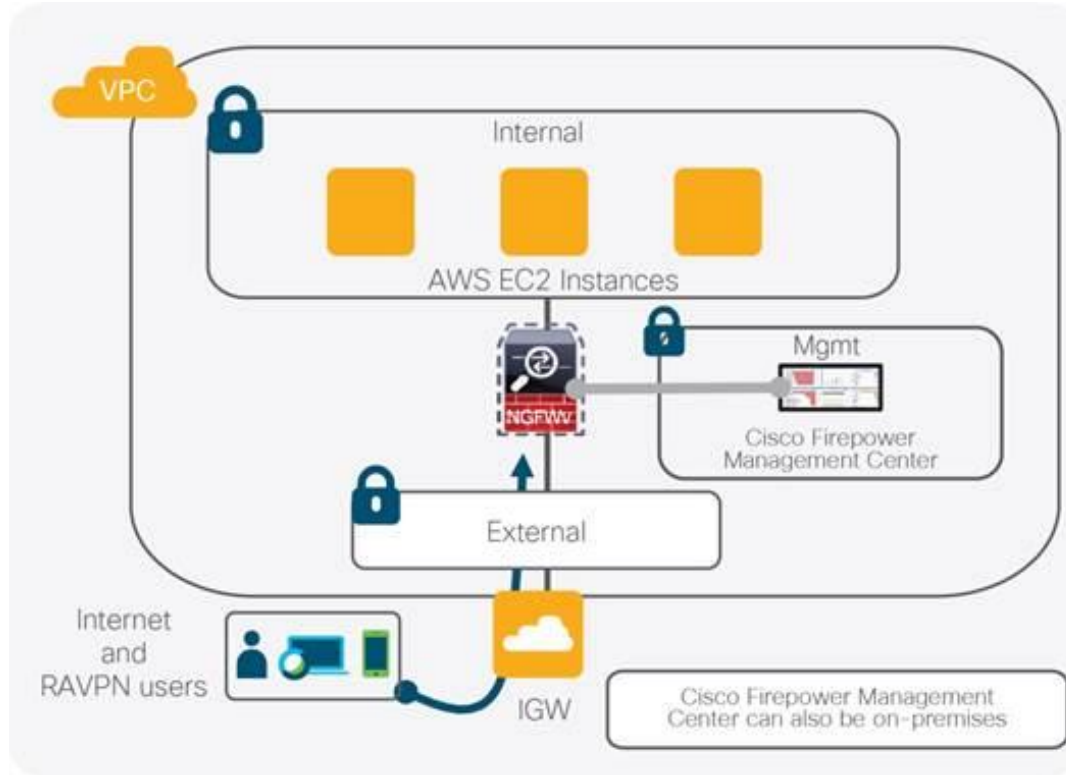 VPC
Internal
AWS EC2 Instances
Mgmt
Cisco Firepower
Management Center
NGFWv
External
Internet
and
RAVPN users
IGW
Cisco Firepower Management
Center can also be on-premises